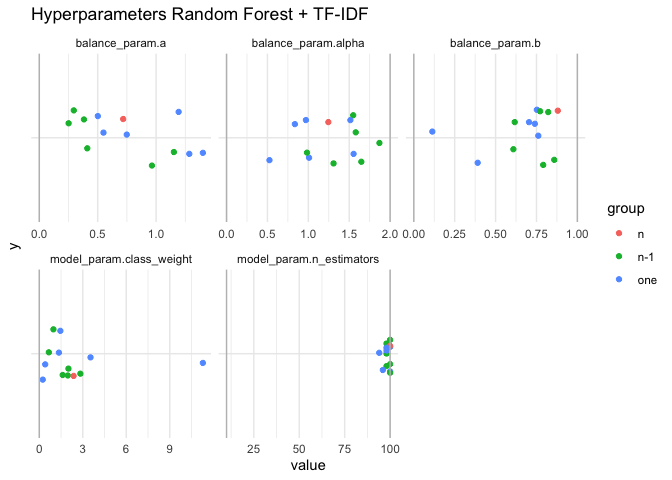 Hyperparameters Random Forest + TF-IDF
balance_param.a balance_param.alpha balance_param.b
0.0 0.5 1.0 0.0 0.5 1.0 1.5 2.0 0.00 0.25 0.50 0.75 1.00
y
group
n
n-1
one
model_param.class_weight model_param.n_estimators
0 3 6 9 25 50 75 100
value